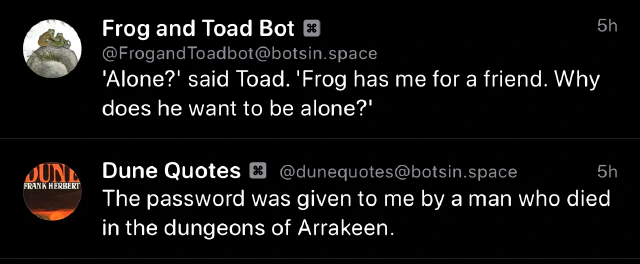 Frog and Toad Bot
5h
@FrogandToadbot@botsin.space
'Alone?' said Toad. 'Frog has me for a friend. Why
does he want to be alone?'
DUNE
FRANK HERBERT
Dune Quotes @dunequotes@botsin.space 5h
The password was given to me by a man who died
in the dungeons of Arrakeen.